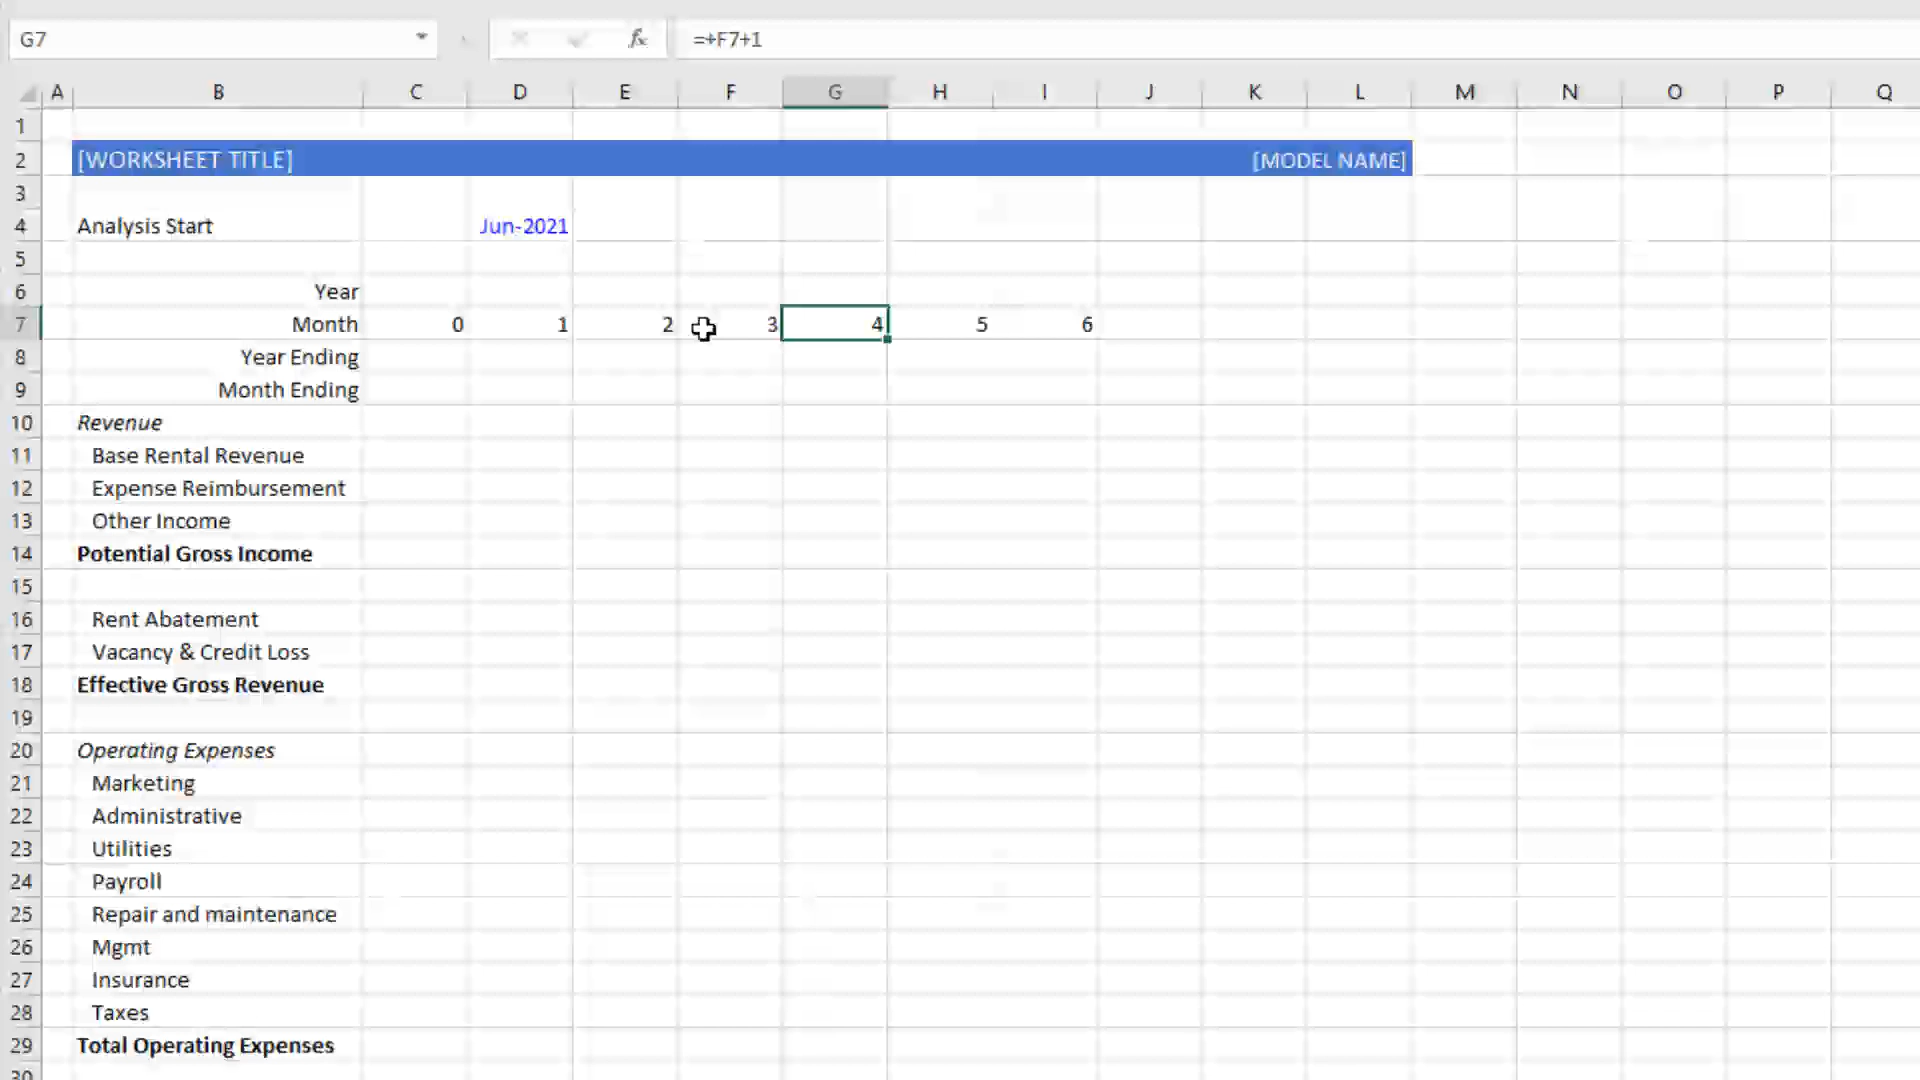 G7 fx =+F7+1
A B C D E F G H I J K L M N O P Q
1
2 [WORKSHEET TITLE] [MODEL NAME]
3
4 Analysis Start Jun-2021
5
6 Year
7 Month 0 1 2 3 4 5 6
8 Year Ending
9 Month Ending
10 Revenue
11 Base Rental Revenue
12 Expense Reimbursement
13 Other Income
14 Potential Gross Income
15
16 Rent Abatement
17 Vacancy & Credit Loss
18 Effective Gross Revenue
19
20 Operating Expenses
21 Marketing
22 Administrative
23 Utilities
24 Payroll
25 Repair and maintenance
26 Mgmt
27 Insurance
28 Taxes
29 Total Operating Expenses
30